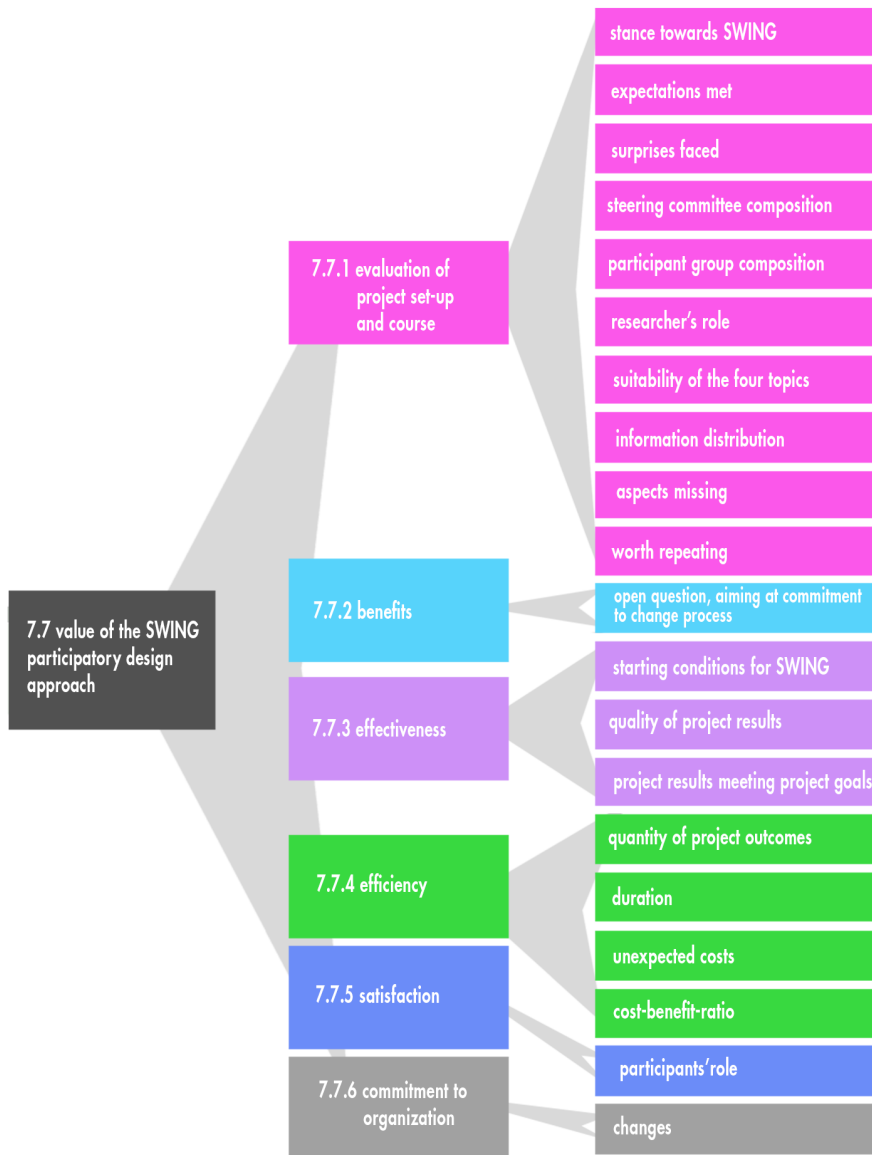 7.7 value of the SWING
participatory design
approach
7.7.1 evaluation of
project set-up
and course
stance towards SWING
expectations met
surprises faced
steering committee composition
participant group composition
researcher's role
suitability of the four topics
information distribution
aspects missing
worth repeating
7.7.2 benefits
open question, aiming at commitment
to change process
7.7.3 effectiveness
starting conditions for SWING
quality of project results
project results meeting project goals
7.7.4 efficiency
quantity of project outcomes
duration
unexpected costs
cost-benefit-ratio
7.7.5 satisfaction
participants'role
7.7.6 commitment to
organization
changes